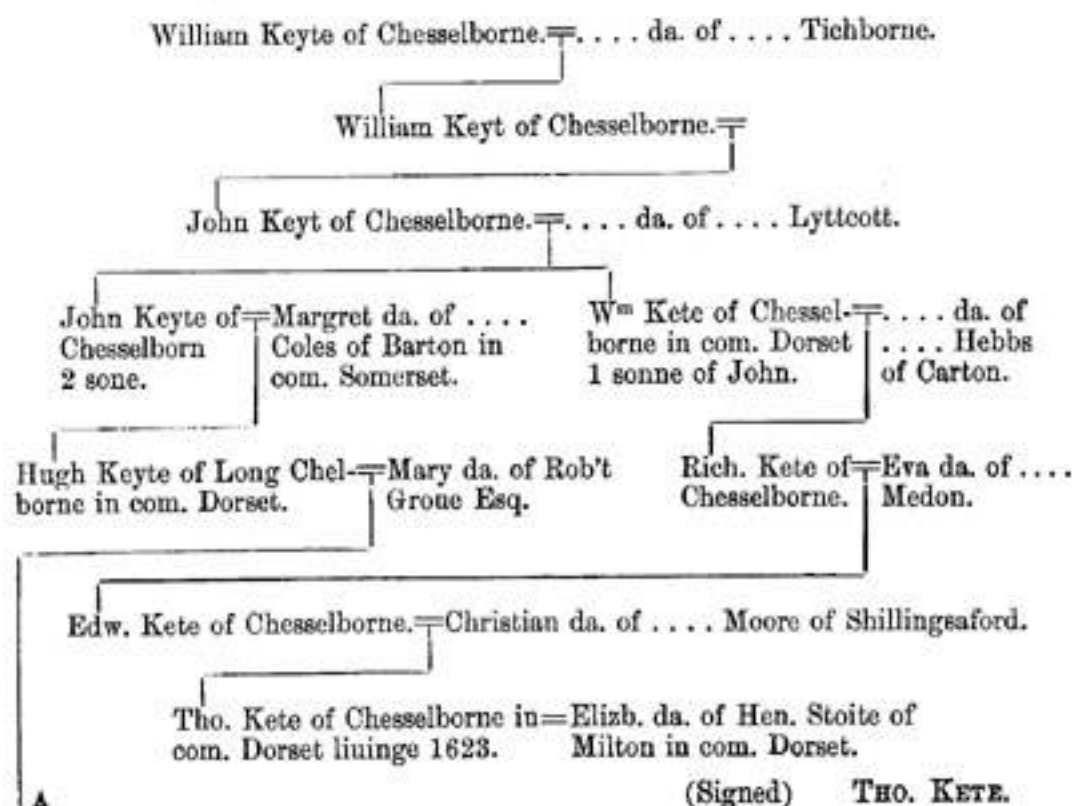 William Keyte of Chesselborne.=. . . . da. of . . . . Tichborne.
William Keyt of Chesselborne.=
John Keyt of Chesselborne.=. . . . da. of . . . . Lyttcott.
John Keyte of=Margret da. of . . . .
Chesselborn
2 sone.
Coles of Barton in
com. Somerset.
Wᵐ Kete of Chessel-=. . . . da. of
borne in com. Dorset
1 sonne of John.
. . . . Hebbs
of Carton.
Hugh Keyte of Long Chel-=Mary da. of Rob't
borne in com. Dorset.
Groue Esq.
Rich. Kete of=Eva da. of . . . .
Chesselborne.
Medon.
Edw. Kete of Chesselborne.=Christian da. of . . . . Moore of Shillingsaford.
Tho. Kete of Chesselborne in=Elizb. da. of Hen. Stoite of
com. Dorset liuinge 1623.
Milton in com. Dorset.
(Signed) THO. KETE.
A